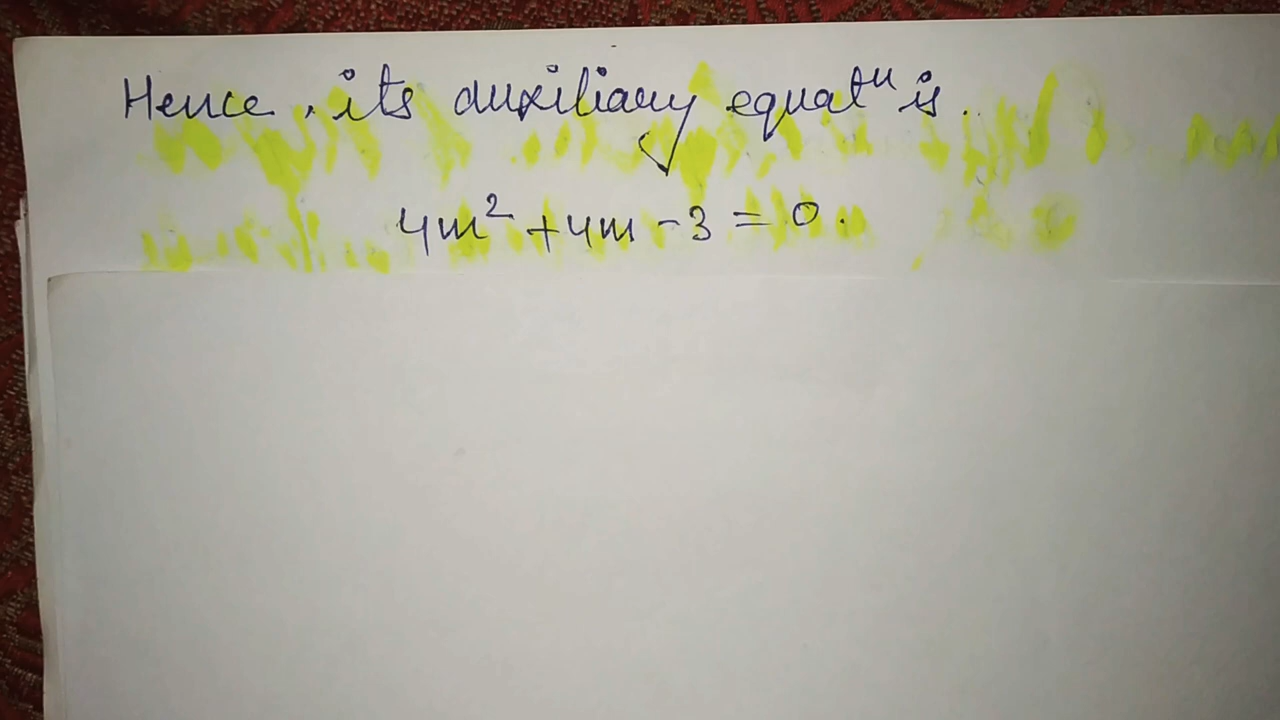 Hence, its auxiliary equatⁿ is.
4m² + 4m - 3 = 0.